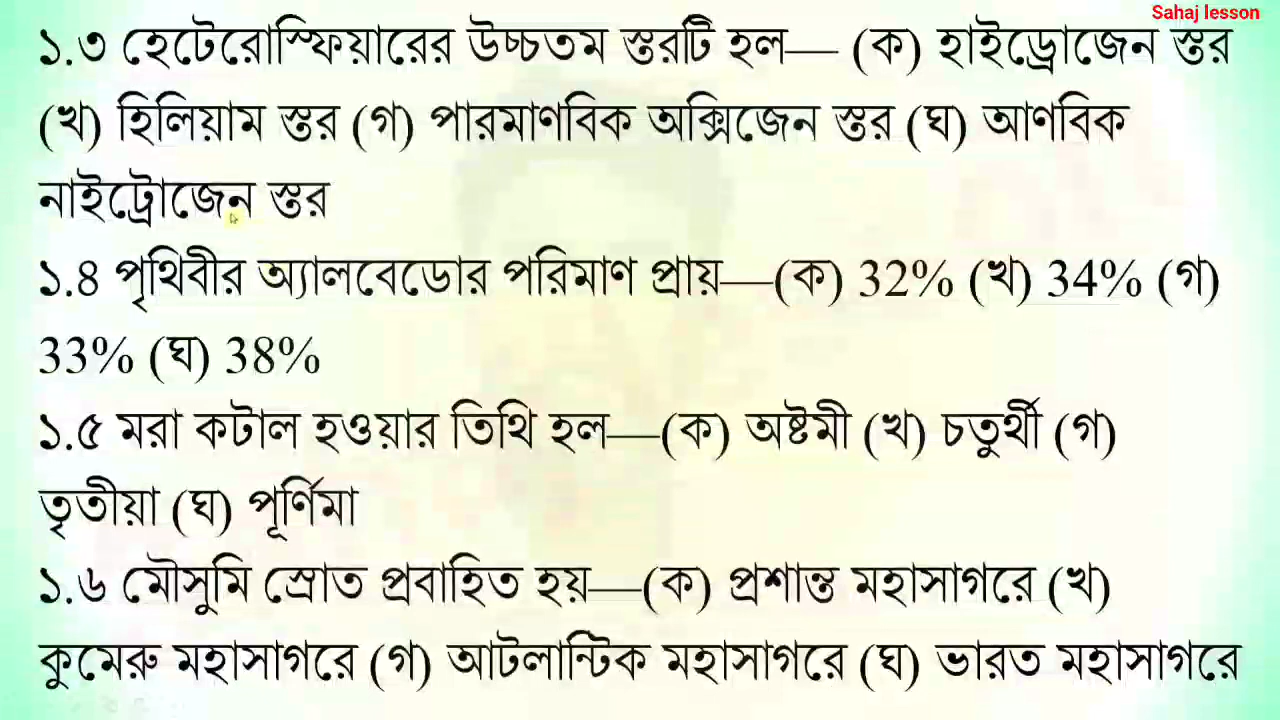 Sahaj lesson
১.৩ হেটেরোস্ফিয়ারের উচ্চতম স্তরটি হল— (ক) হাইড্রোজেন স্তর
(খ) হিলিয়াম স্তর (গ) পারমাণবিক অক্সিজেন স্তর (ঘ) আণবিক
নাইট্রোজেন স্তর
১.৪ পৃথিবীর অ্যালবেডোর পরিমাণ প্রায়—(ক) 32% (খ) 34% (গ)
33% (ঘ) 38%
১.৫ মরা কটাল হওয়ার তিথি হল—(ক) অষ্টমী (খ) চতুর্থী (গ)
তৃতীয়া (ঘ) পূর্ণিমা
১.৬ মৌসুমি স্রোত প্রবাহিত হয়—(ক) প্রশান্ত মহাসাগরে (খ)
কুমেরু মহাসাগরে (গ) আটলান্টিক মহাসাগরে (ঘ) ভারত মহাসাগরে